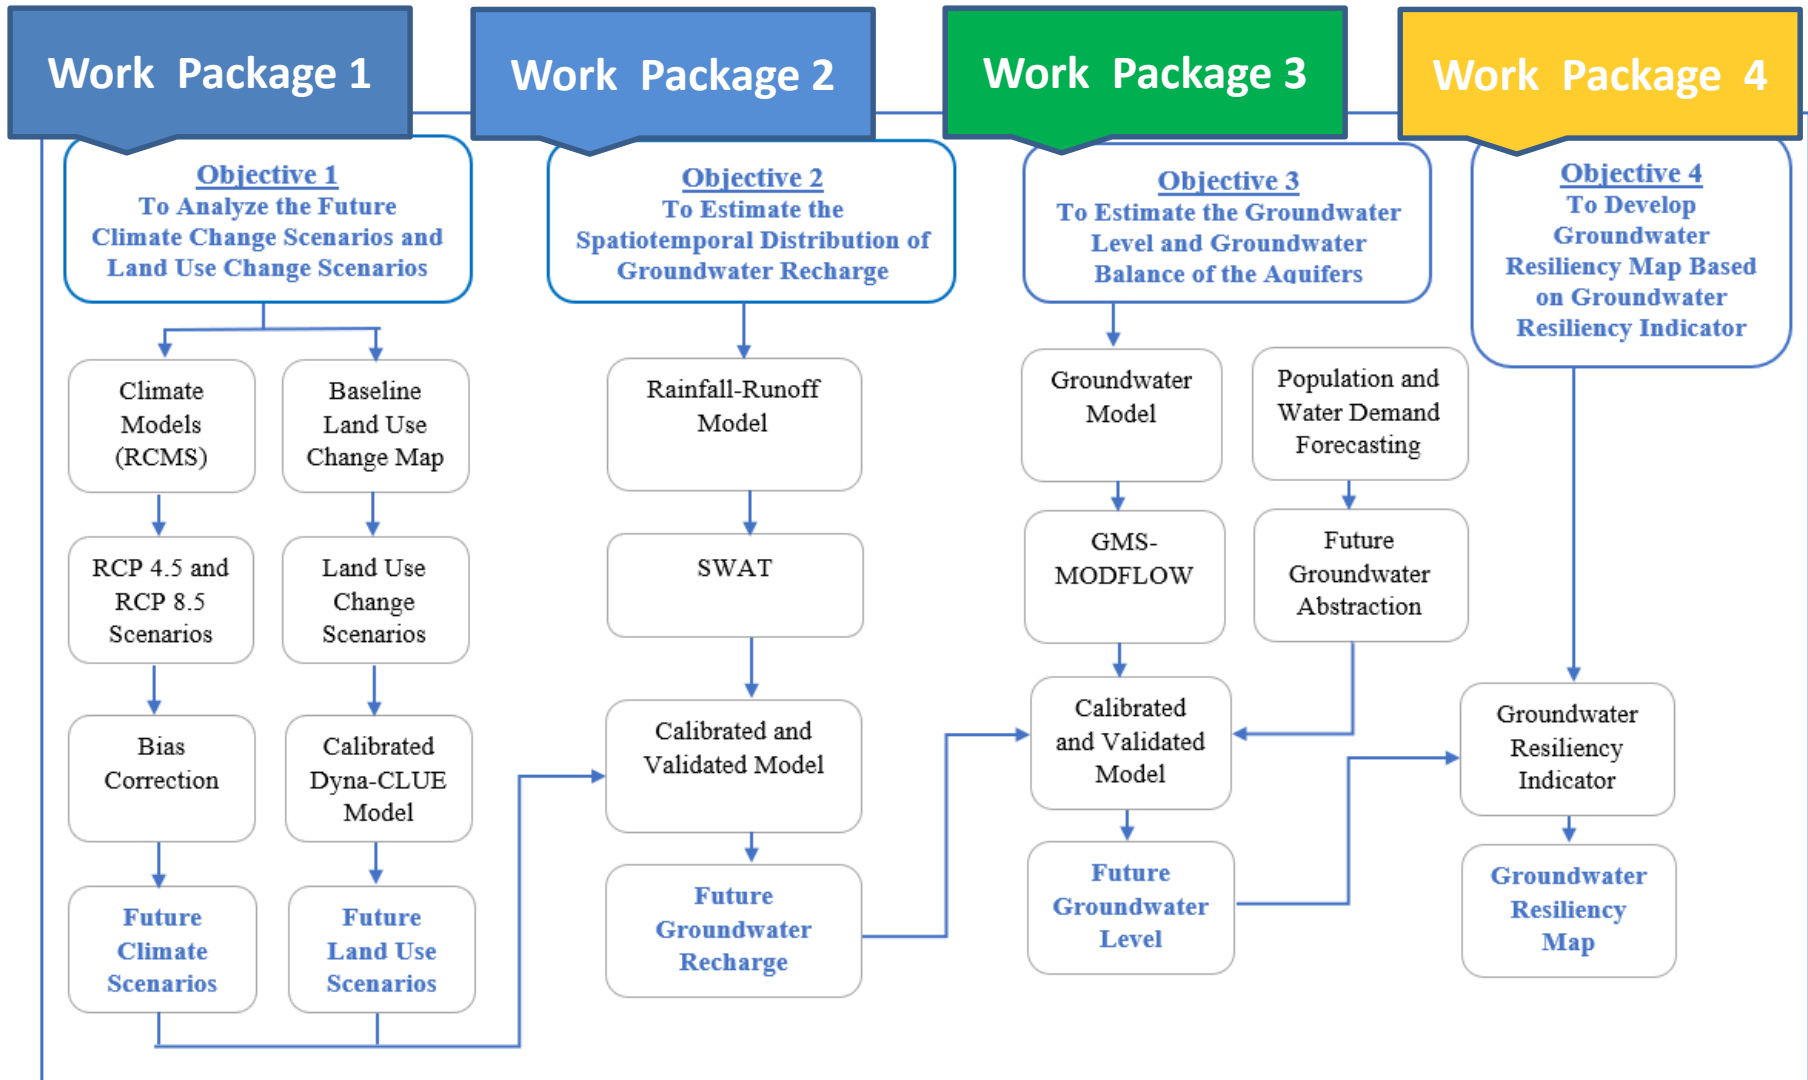 Work Package 1
Work Package 2
Work Package 3
Work Package 4
Objective 1
To Analyze the Future
Climate Change Scenarios and
Land Use Change Scenarios
Climate
Models
(RCMS)
RCP 4.5 and
RCP 8.5
Scenarios
Bias
Correction
Future
Climate
Scenarios
Baseline
Land Use
Change Map
Land Use
Change
Scenarios
Calibrated
Dyna-CLUE
Model
Future
Land Use
Scenarios
Objective 2
To Estimate the
Spatiotemporal Distribution of
Groundwater Recharge
Rainfall-Runoff
Model
SWAT
Calibrated and
Validated Model
Future
Groundwater
Recharge
Objective 3
To Estimate the Groundwater
Level and Groundwater
Balance of the Aquifers
Groundwater
Model
GMS-
MODFLOW
Calibrated
and Validated
Model
Future
Groundwater
Level
Population and
Water Demand
Forecasting
Future
Groundwater
Abstraction
Objective 4
To Develop
Groundwater
Resiliency Map Based
on Groundwater
Resiliency Indicator
Groundwater
Resiliency
Indicator
Groundwater
Resiliency
Map